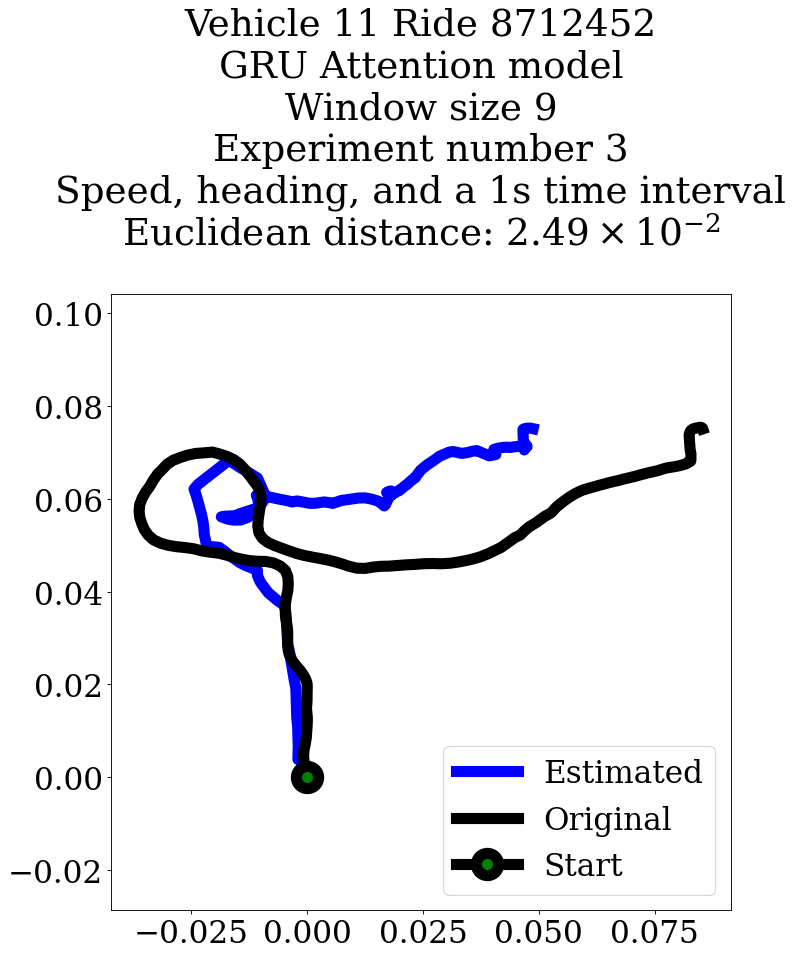 Vehicle 11 Ride 8712452
GRU Attention model
Window size 9
Experiment number 3
Speed, heading, and a 1s time interval
Euclidean distance: 2.49 × 10⁻²
0.10
0.08
0.06
0.04
0.02
0.00
−0.02
−0.025 0.000 0.025 0.050 0.075
Estimated
Original
Start